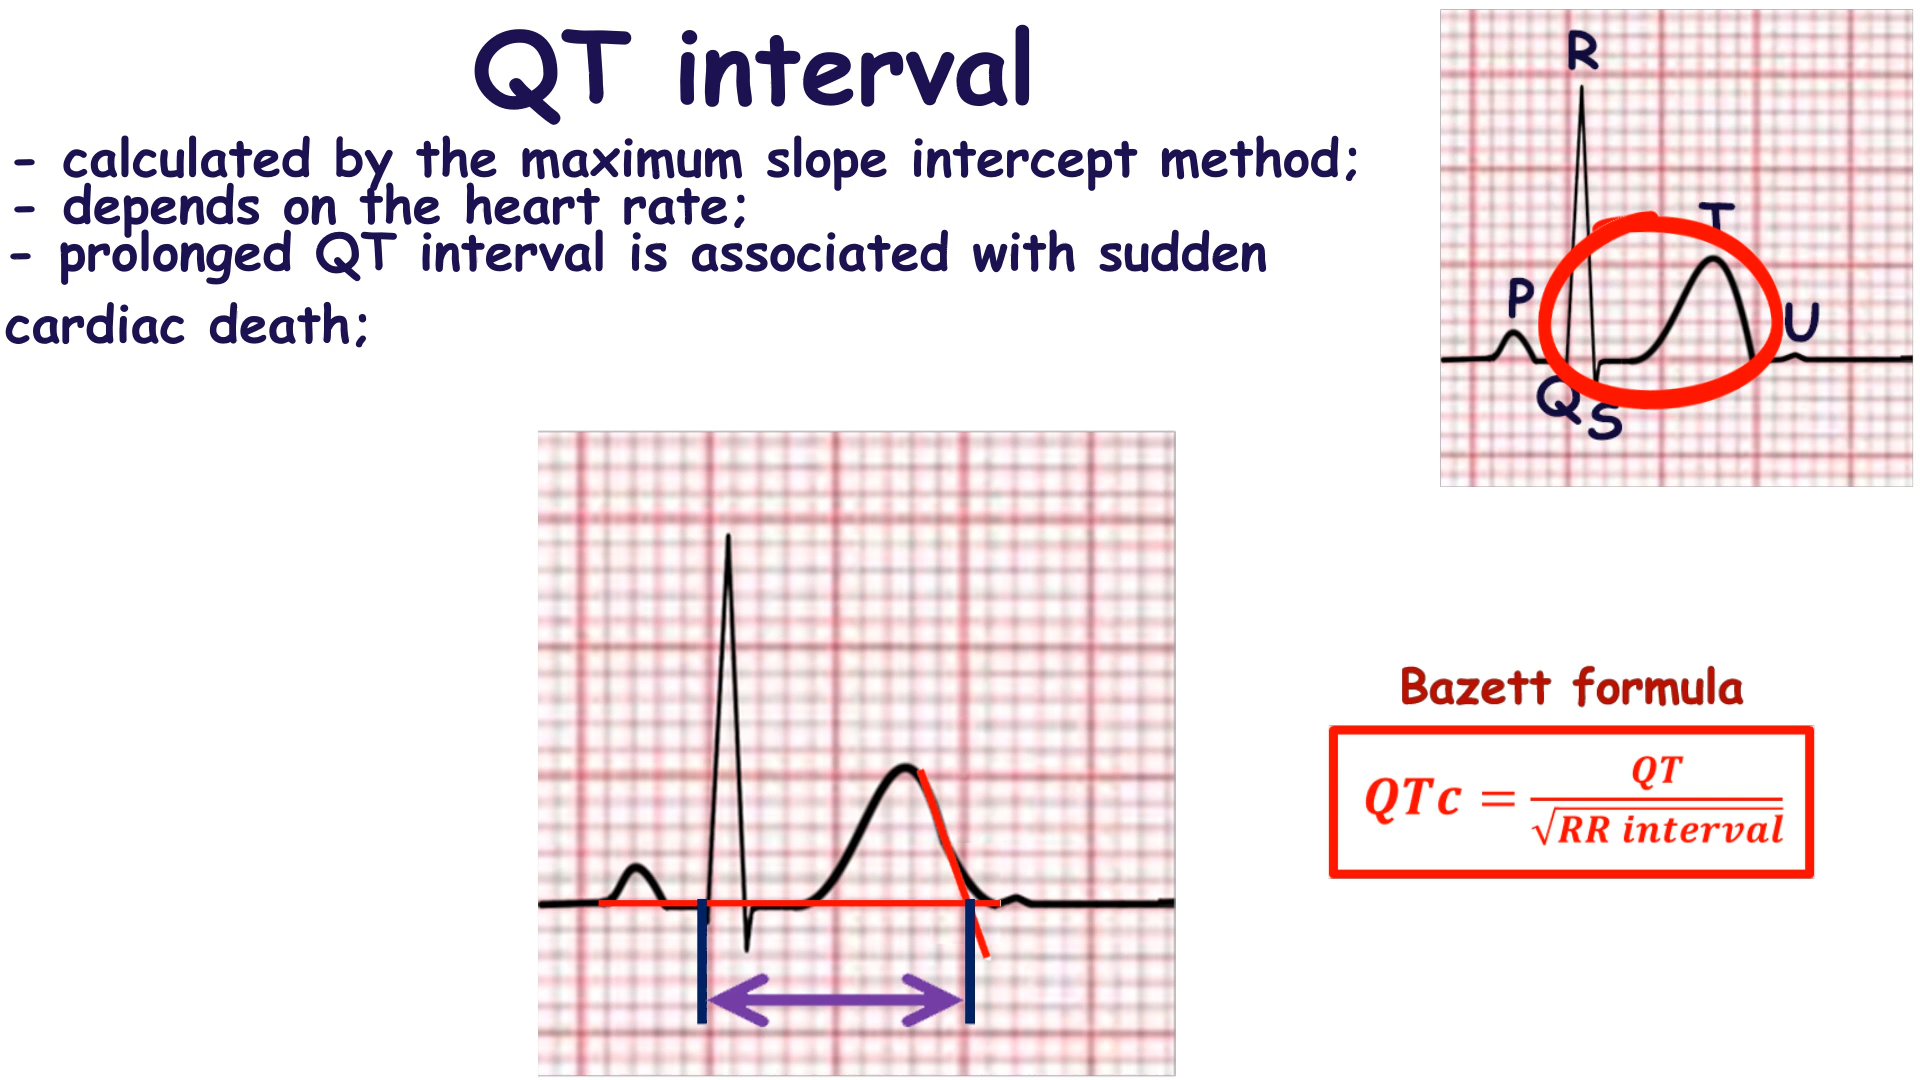 QT interval
- calculated by the maximum slope intercept method;
- depends on the heart rate;
- prolonged QT interval is associated with sudden
cardiac death;
R
T
P
U
Q
S
Bazett formula
QTc = QT / √RR interval